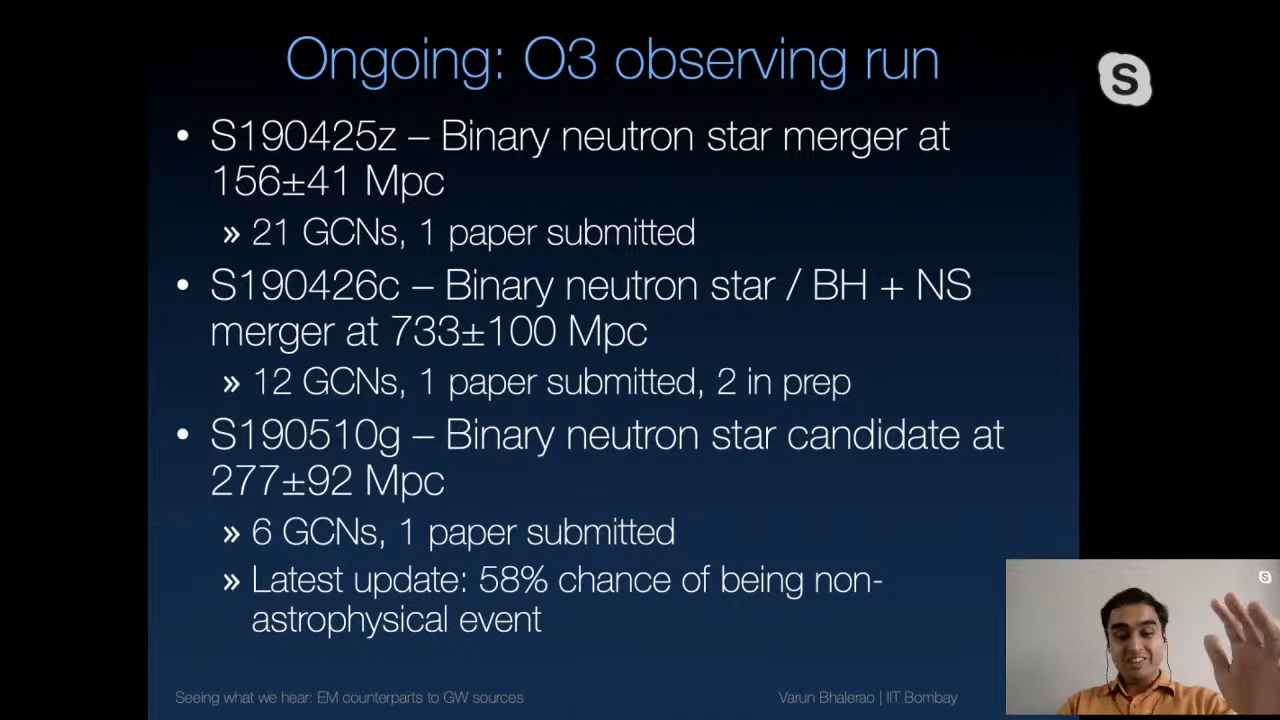 Ongoing: O3 observing run
S
• S190425z – Binary neutron star merger at
156±41 Mpc
» 21 GCNs, 1 paper submitted
• S190426c – Binary neutron star / BH + NS
merger at 733±100 Mpc
» 12 GCNs, 1 paper submitted, 2 in prep
• S190510g – Binary neutron star candidate at
277±92 Mpc
» 6 GCNs, 1 paper submitted
» Latest update: 58% chance of being non-
astrophysical event
S
Seeing what we hear: EM counterparts to GW sources
Varun Bhalerao | IIT Bombay